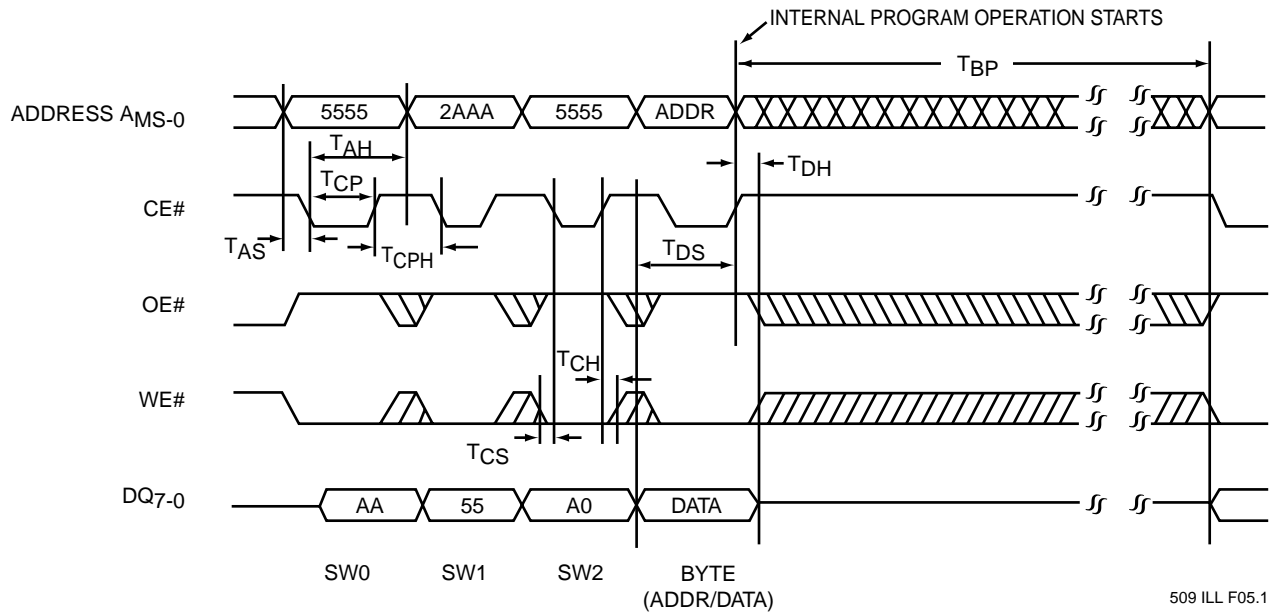 INTERNAL PROGRAM OPERATION STARTS
TBP
ADDRESS AMS-0
5555
2AAA
5555
ADDR
TAH
TDH
TCP
CE#
TAS
TCPH
TDS
OE#
TCH
WE#
TCS
DQ7-0
AA
55
A0
DATA
SW0
SW1
SW2
BYTE
(ADDR/DATA)
509 ILL F05.1